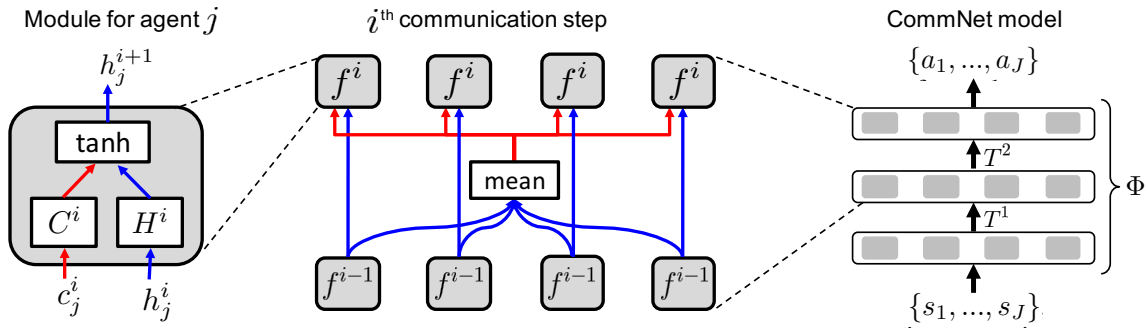 Module for agent j
h_j^{i+1}
tanh
C^i
H^i
c_j^i
h_j^i
i^{th} communication step
f^i f^i f^i f^i
mean
f^{i-1} f^{i-1} f^{i-1} f^{i-1}
CommNet model
{a_1, ..., a_J}
T^2
T^1
Φ
{s_1, ..., s_J}